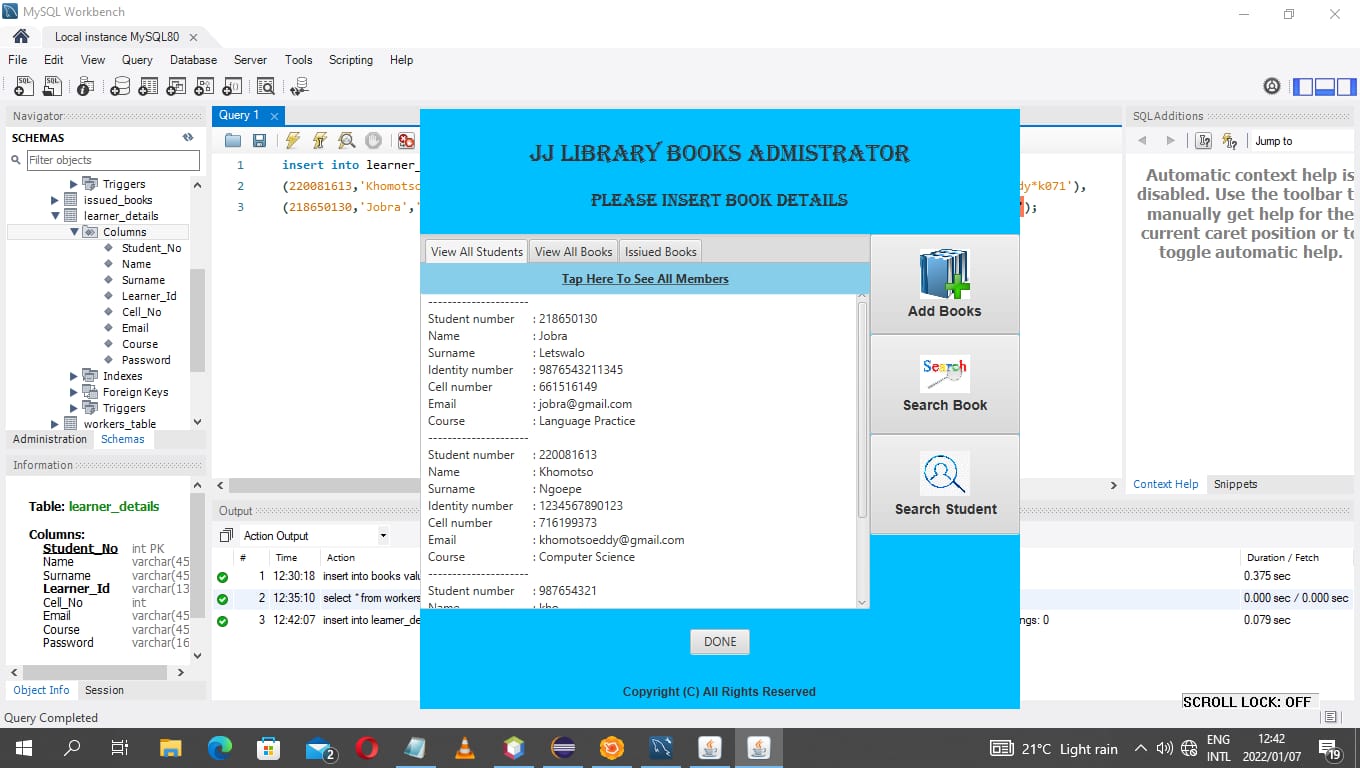 MySQL Workbench
Local instance MySQL80
File Edit View Query Database Server Tools Scripting Help
Navigator
SCHEMAS
Filter objects
Triggers
issued_books
learner_details
Columns
Student_No
Name
Surname
Learner_Id
Cell_No
Email
Course
Password
Indexes
Foreign Keys
Triggers
workers_table
Administration Schemas
Information
Table: learner_details
Columns:
Student_No int PK
Name varchar(45
Surname varchar(45
Learner_Id varchar(13
Cell_No int
Email varchar(45
Course varchar(45
Password varchar(16
Object Info Session
Query Completed
Query 1
1 insert into learner_
2 (220081613,'Khomotso dy*k071'),
3 (218650130,'Jobra',' );
JJ LIBRARY BOOKS ADMISTRATOR
PLEASE INSERT BOOK DETAILS
View All Students View All Books Issiued Books
Tap Here To See All Members
---------------------
Student number : 218650130
Name : Jobra
Surname : Letswalo
Identity number : 9876543211345
Cell number : 661516149
Email : jobra@gmail.com
Course : Language Practice
---------------------
Student number : 220081613
Name : Khomotso
Surname : Ngoepe
Identity number : 1234567890123
Cell number : 716199373
Email : khomotsoeddy@gmail.com
Course : Computer Science
---------------------
Student number : 987654321
Name : kho
Add Books
Search
Search Book
Search Student
DONE
Copyright (C) All Rights Reserved
Output
Action Output
# Time Action Duration / Fetch
1 12:30:18 insert into books valu 0.375 sec
2 12:35:10 select * from workers 0.000 sec / 0.000 sec
3 12:42:07 insert into learner_de ngs: 0 0.079 sec
SQLAdditions
Jump to
Automatic context help is
disabled. Use the toolbar t
manually get help for the
current caret position or to
toggle automatic help.
Context Help Snippets
SCROLL LOCK: OFF
2
21°C Light rain
ENG
INTL
12:42
2022/01/07
19